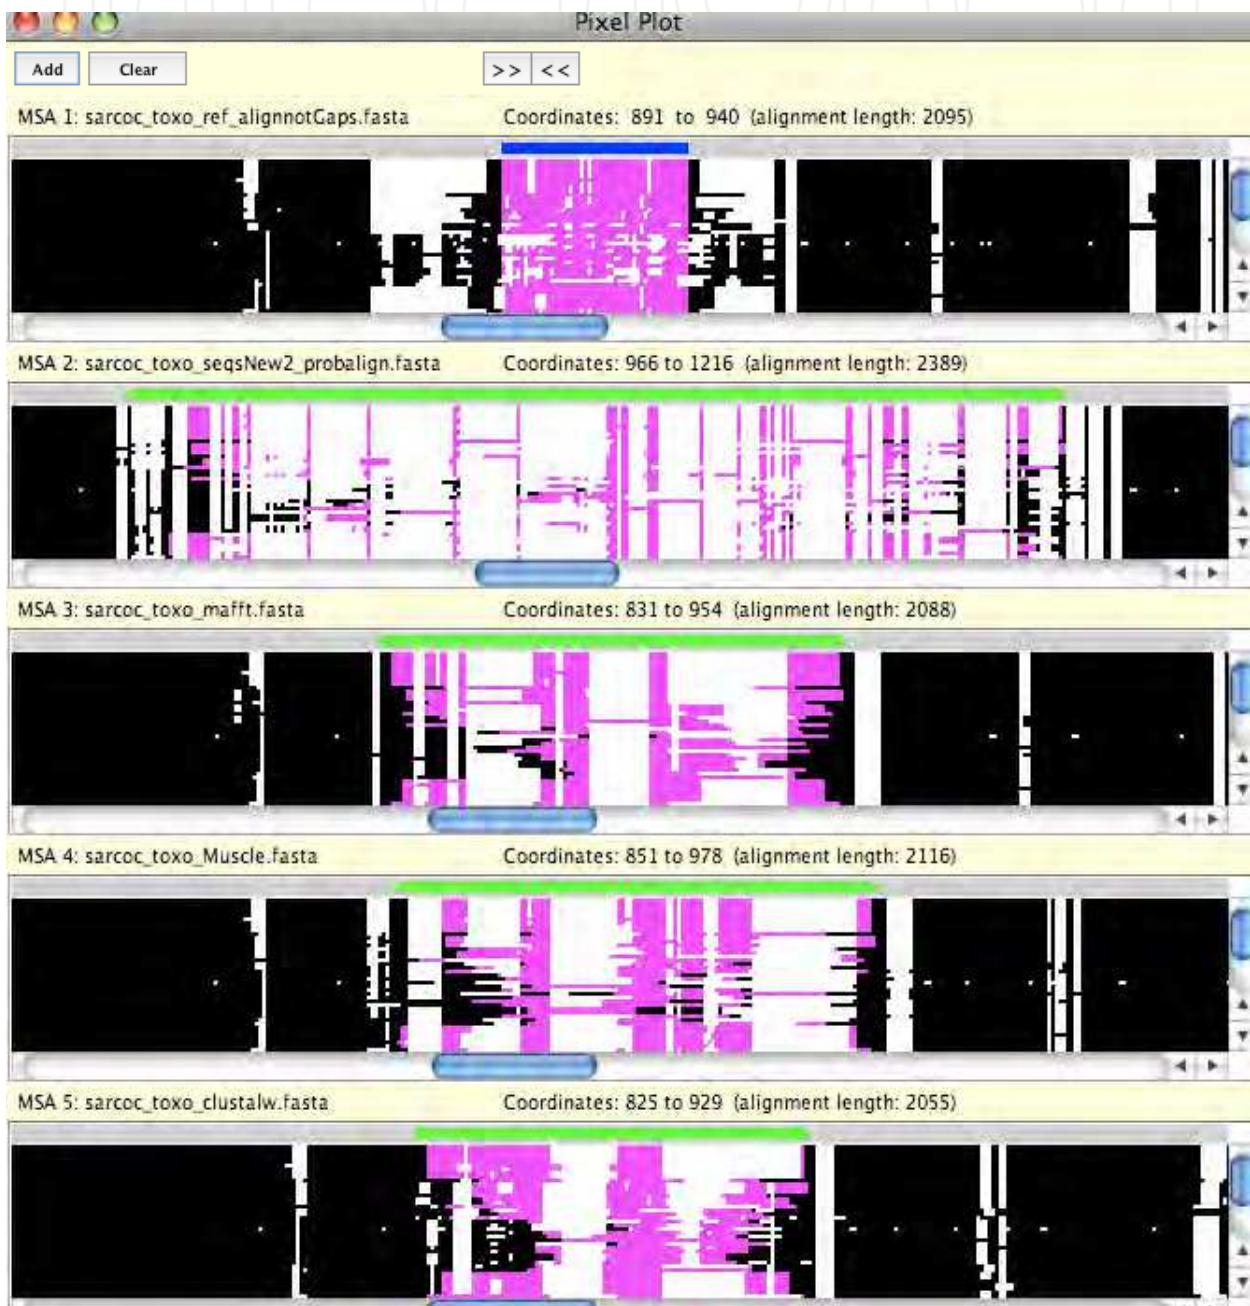 Pixel Plot
Add Clear >> <<
MSA 1: sarcoc_toxo_ref_alignnotGaps.fasta Coordinates: 891 to 940 (alignment length: 2095)
MSA 2: sarcoc_toxo_seqsNew2_probalign.fasta Coordinates: 966 to 1216 (alignment length: 2389)
MSA 3: sarcoc_toxo_mafft.fasta Coordinates: 831 to 954 (alignment length: 2088)
MSA 4: sarcoc_toxo_Muscle.fasta Coordinates: 851 to 978 (alignment length: 2116)
MSA 5: sarcoc_toxo_clustalw.fasta Coordinates: 825 to 929 (alignment length: 2055)